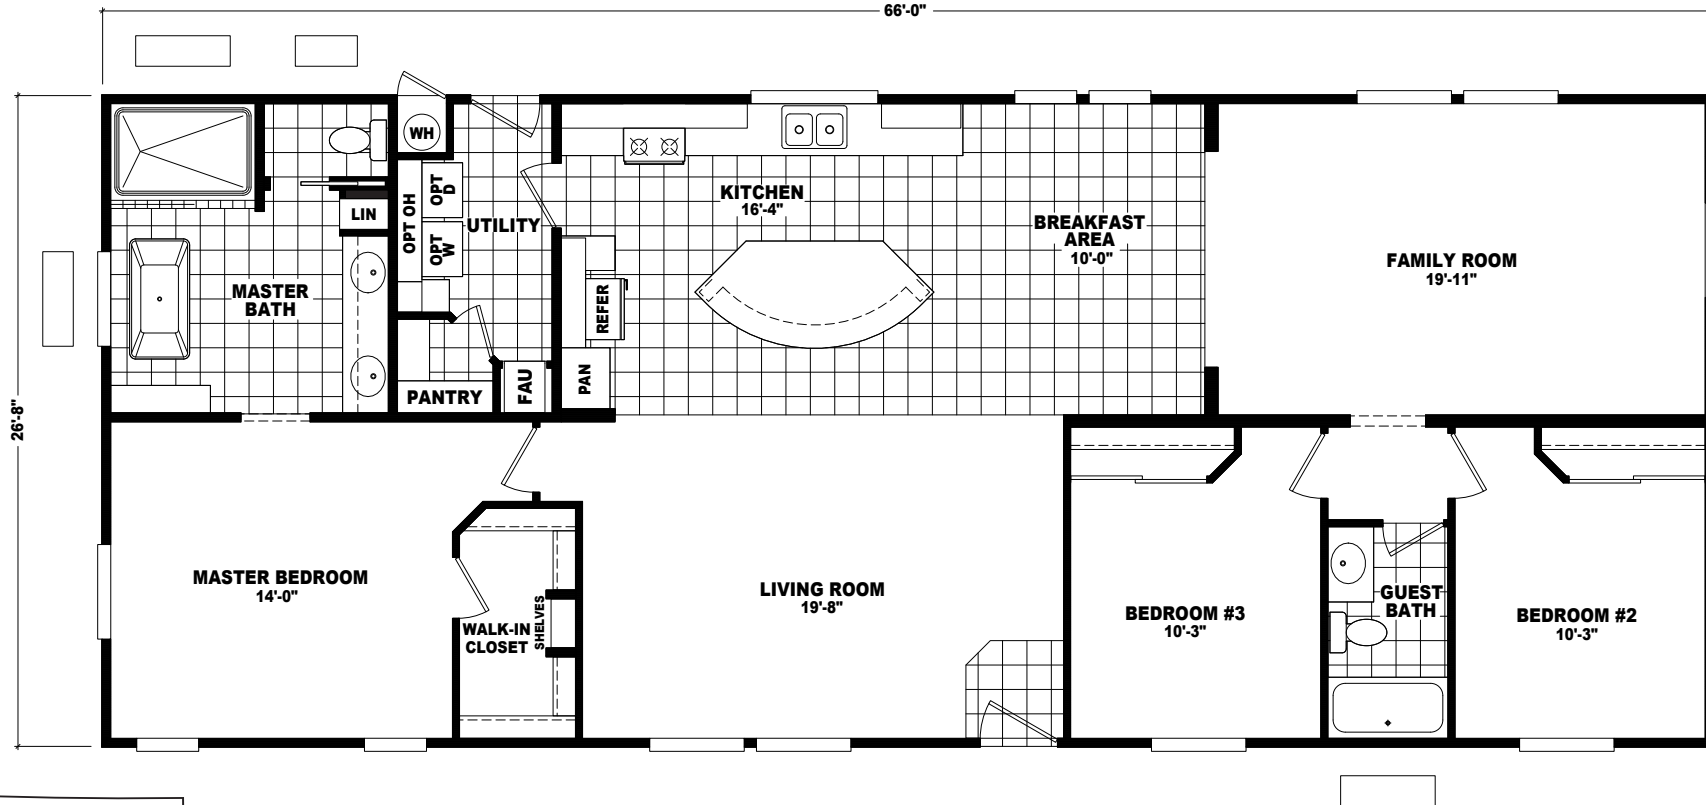 66'-0"
26'-8"
WH
LIN
OPT OH
OPT
D
OPT
W
UTILITY
MASTER
BATH
PANTRY
FAU
PAN
REFER
KITCHEN
16'-4"
BREAKFAST
AREA
10'-0"
FAMILY ROOM
19'-11"
MASTER BEDROOM
14'-0"
WALK-IN
CLOSET
SHELVES
LIVING ROOM
19'-8"
BEDROOM #3
10'-3"
GUEST
BATH
BEDROOM #2
10'-3"